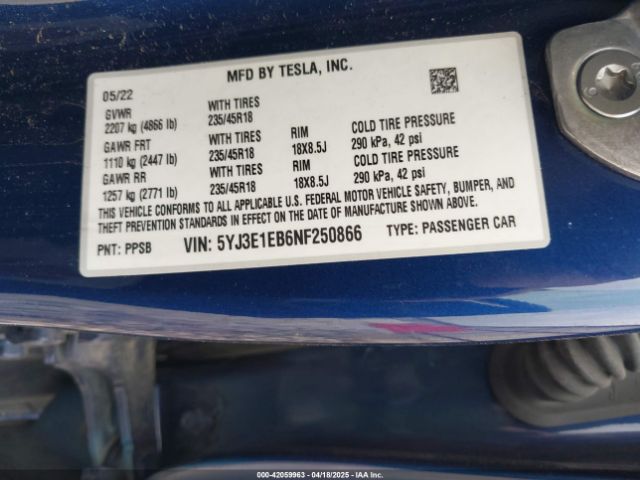 MFD BY TESLA, INC.
05/22
GVWR WITH TIRES
2207 kg (4866 lb) 235/45R18
GAWR FRT WITH TIRES RIM COLD TIRE PRESSURE
1110 kg (2447 lb) 235/45R18 18X8.5J 290 kPa, 42 psi
GAWR RR WITH TIRES RIM COLD TIRE PRESSURE
1257 kg (2771 lb) 235/45R18 18X8.5J 290 kPa, 42 psi
THIS VEHICLE CONFORMS TO ALL APPLICABLE U.S. FEDERAL MOTOR VEHICLE SAFETY, BUMPER, AND
THEFT PREVENTION STANDARDS IN EFFECT ON THE DATE OF MANUFACTURE SHOWN ABOVE.
PNT: PPSB VIN: 5YJ3E1EB6NF250866 TYPE: PASSENGER CAR
000-42059963 - 04/18/2025 - IAA Inc.